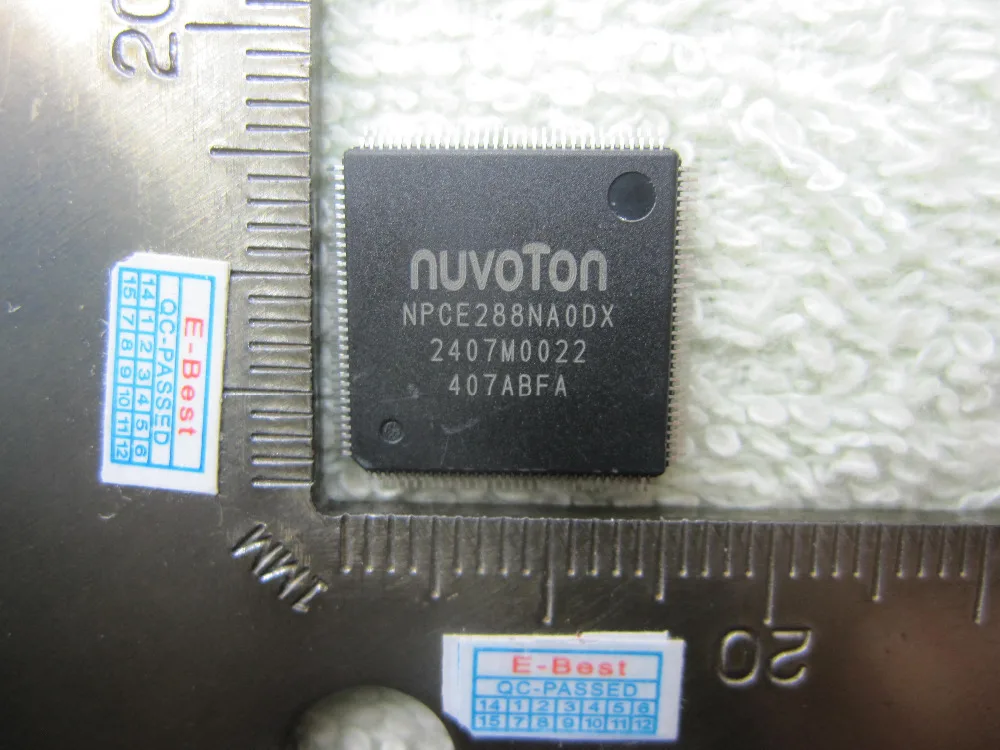 20
nuvoTon
NPCE288NA0DX
2407M0022
407ABFA
E-Best
QC-PASSED
14 1 2 3 4 5 6
15 7 8 9 10 11 12
1MM
20
E-Best
QC-PASSED
14 1 2 3 4 5 6
15 7 8 9 10 11 12